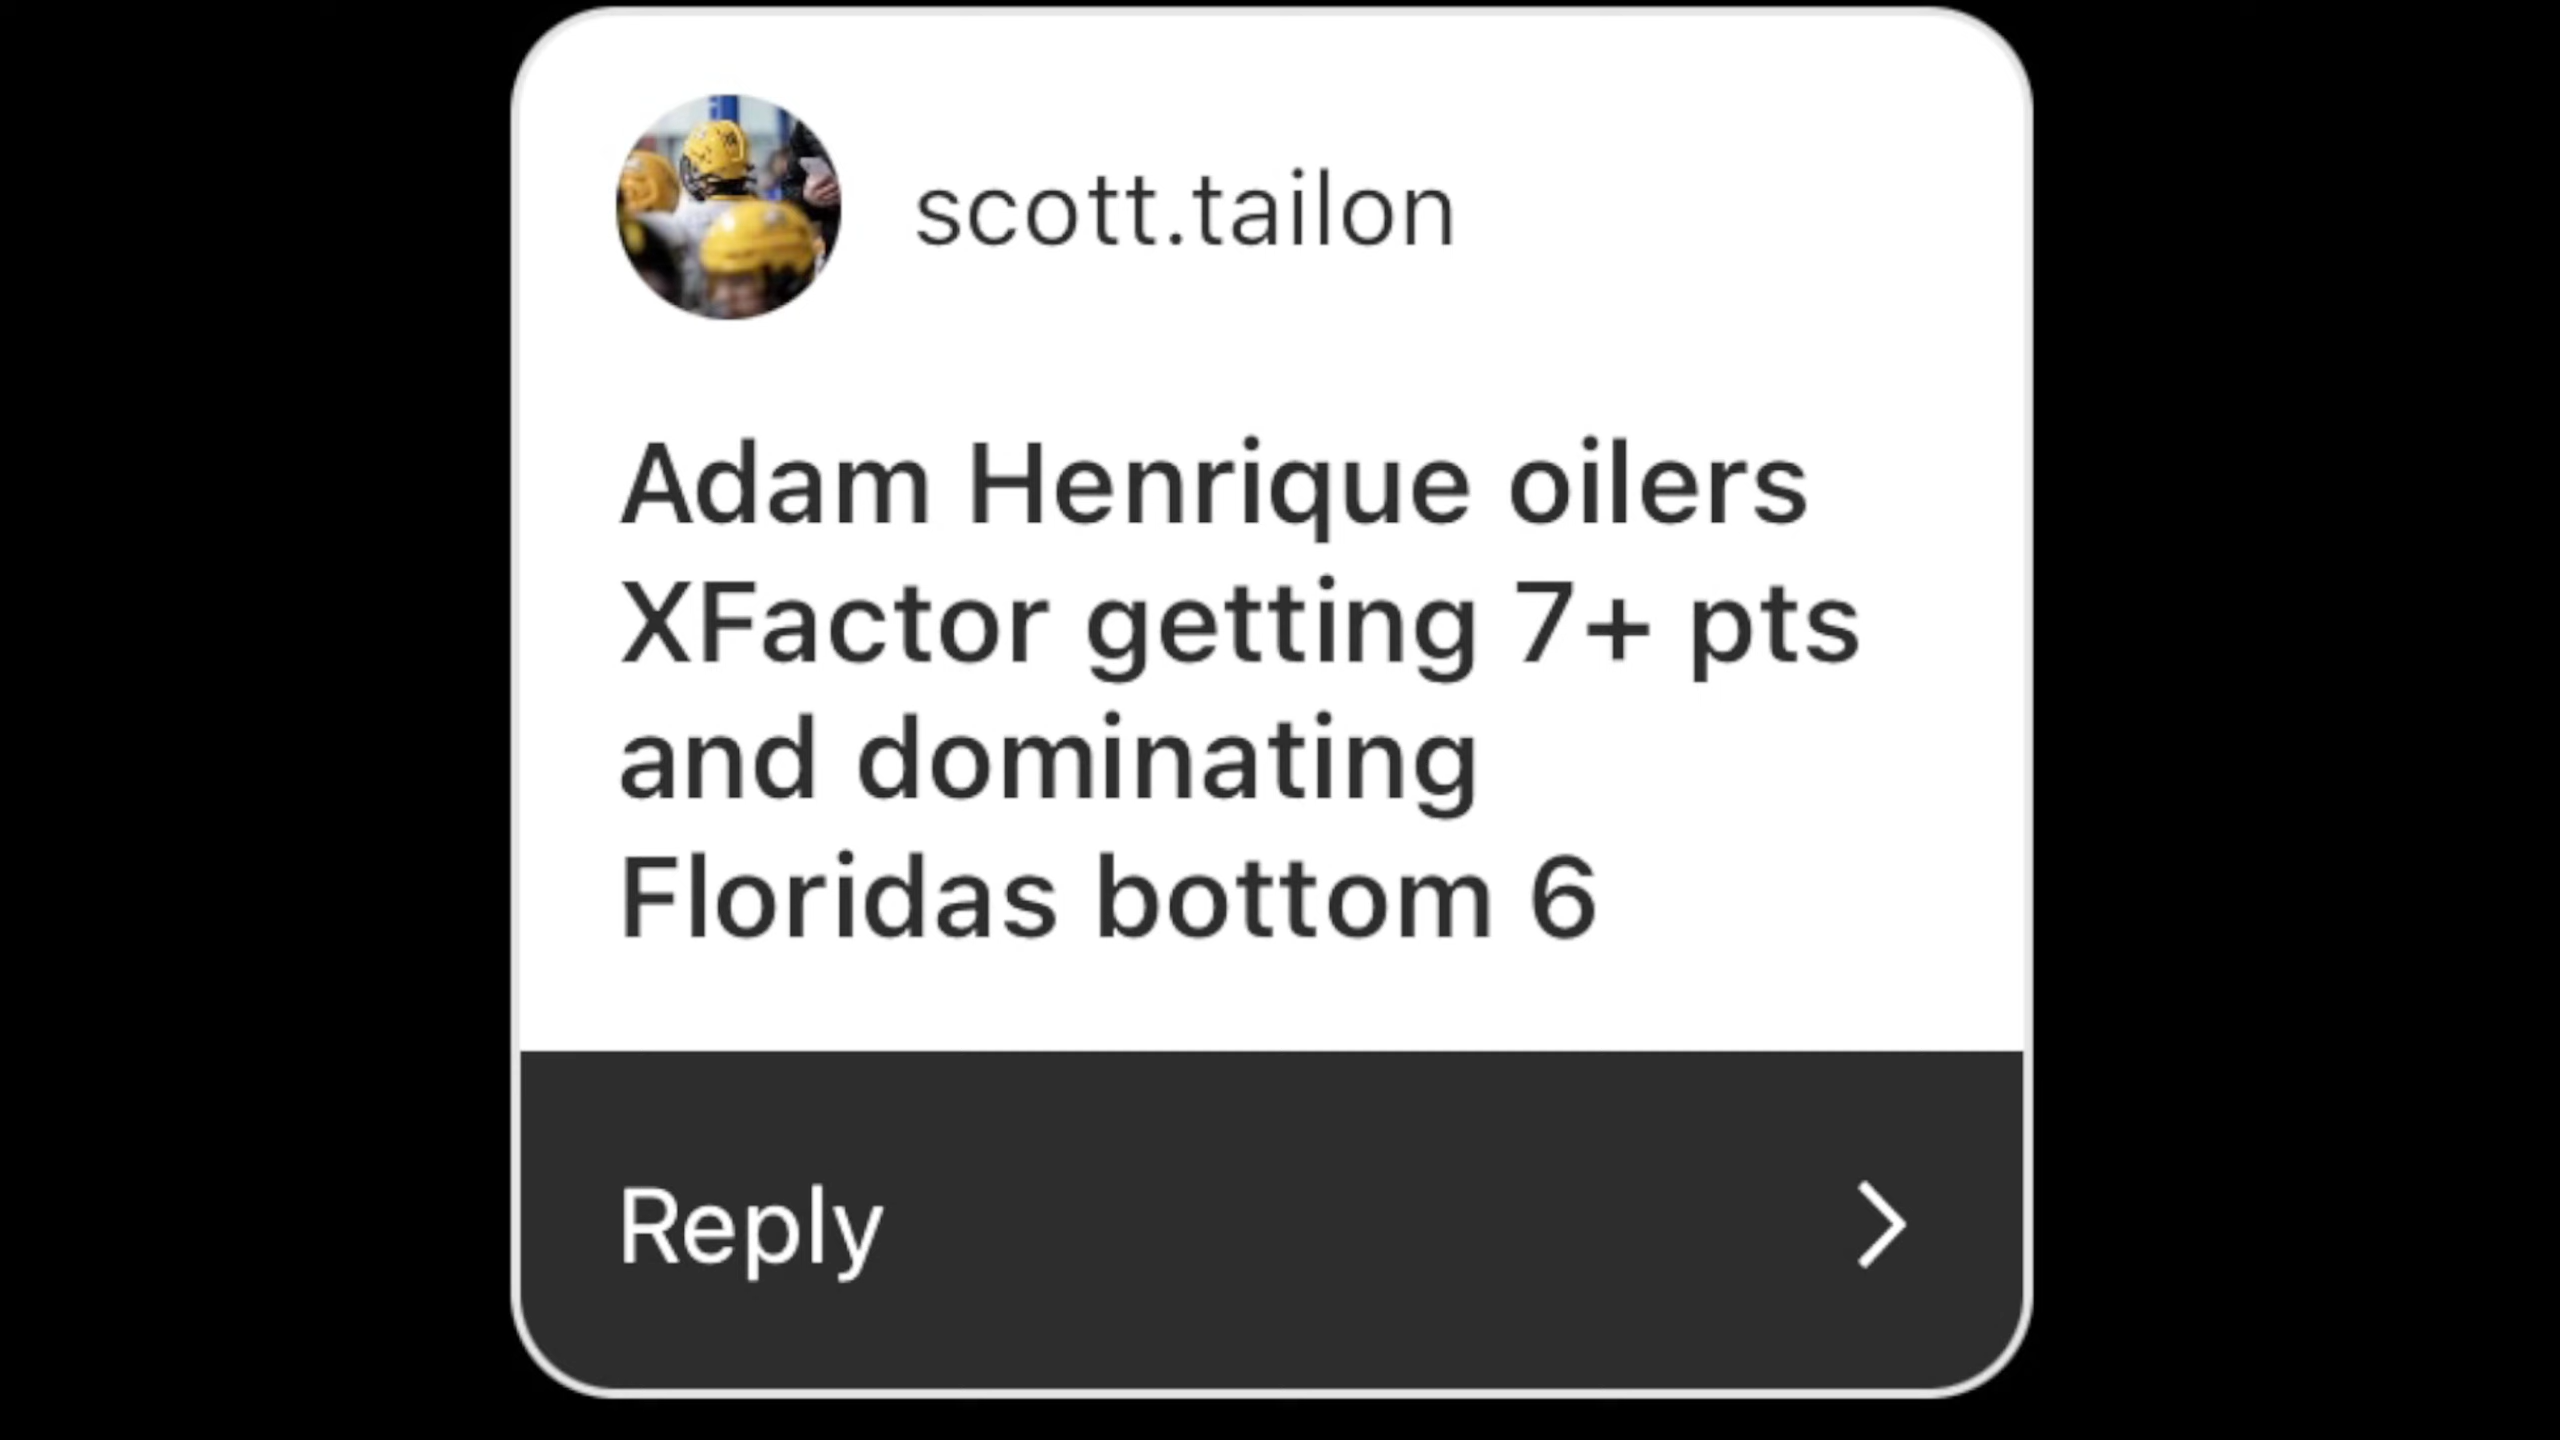 scott.tailon
Adam Henrique oilers
XFactor getting 7+ pts
and dominating
Floridas bottom 6
Reply